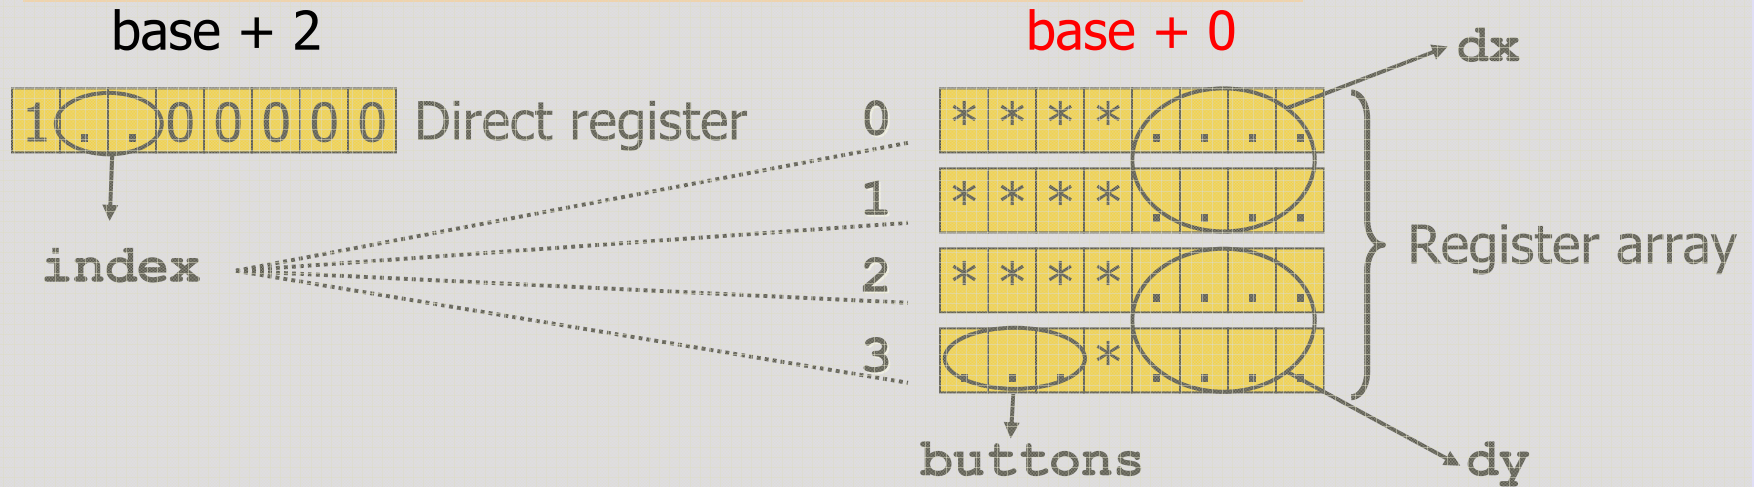 base + 2
base + 0
dx
1 . . 0 0 0 0 0 Direct register
0 * * * * . . . .
1 * * * * . . . .
index
2 * * * * . . . .
Register array
3 . . . * . . . .
buttons
dy